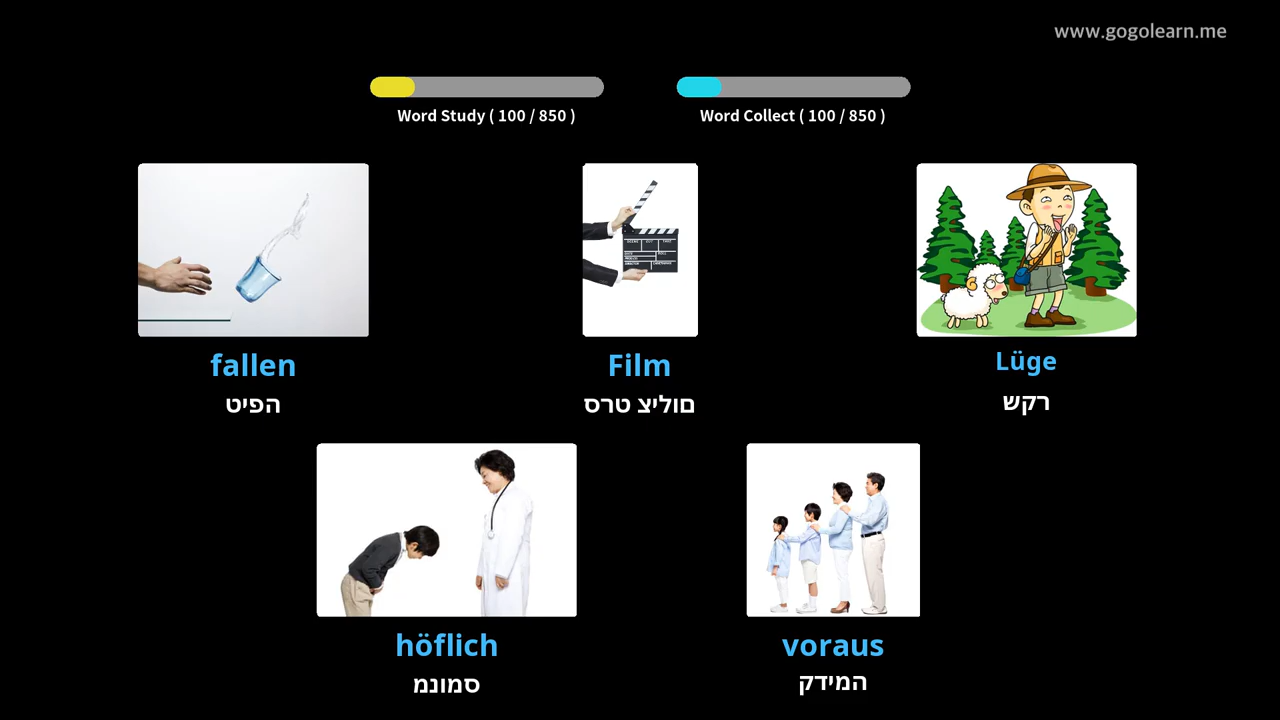 www.gogolearn.me
Word Study ( 100 / 850 )
Word Collect ( 100 / 850 )
fallen
הפיט
Film
םוליצ טרס
Lüge
רקש
höflich
סמונמ
voraus
המידק